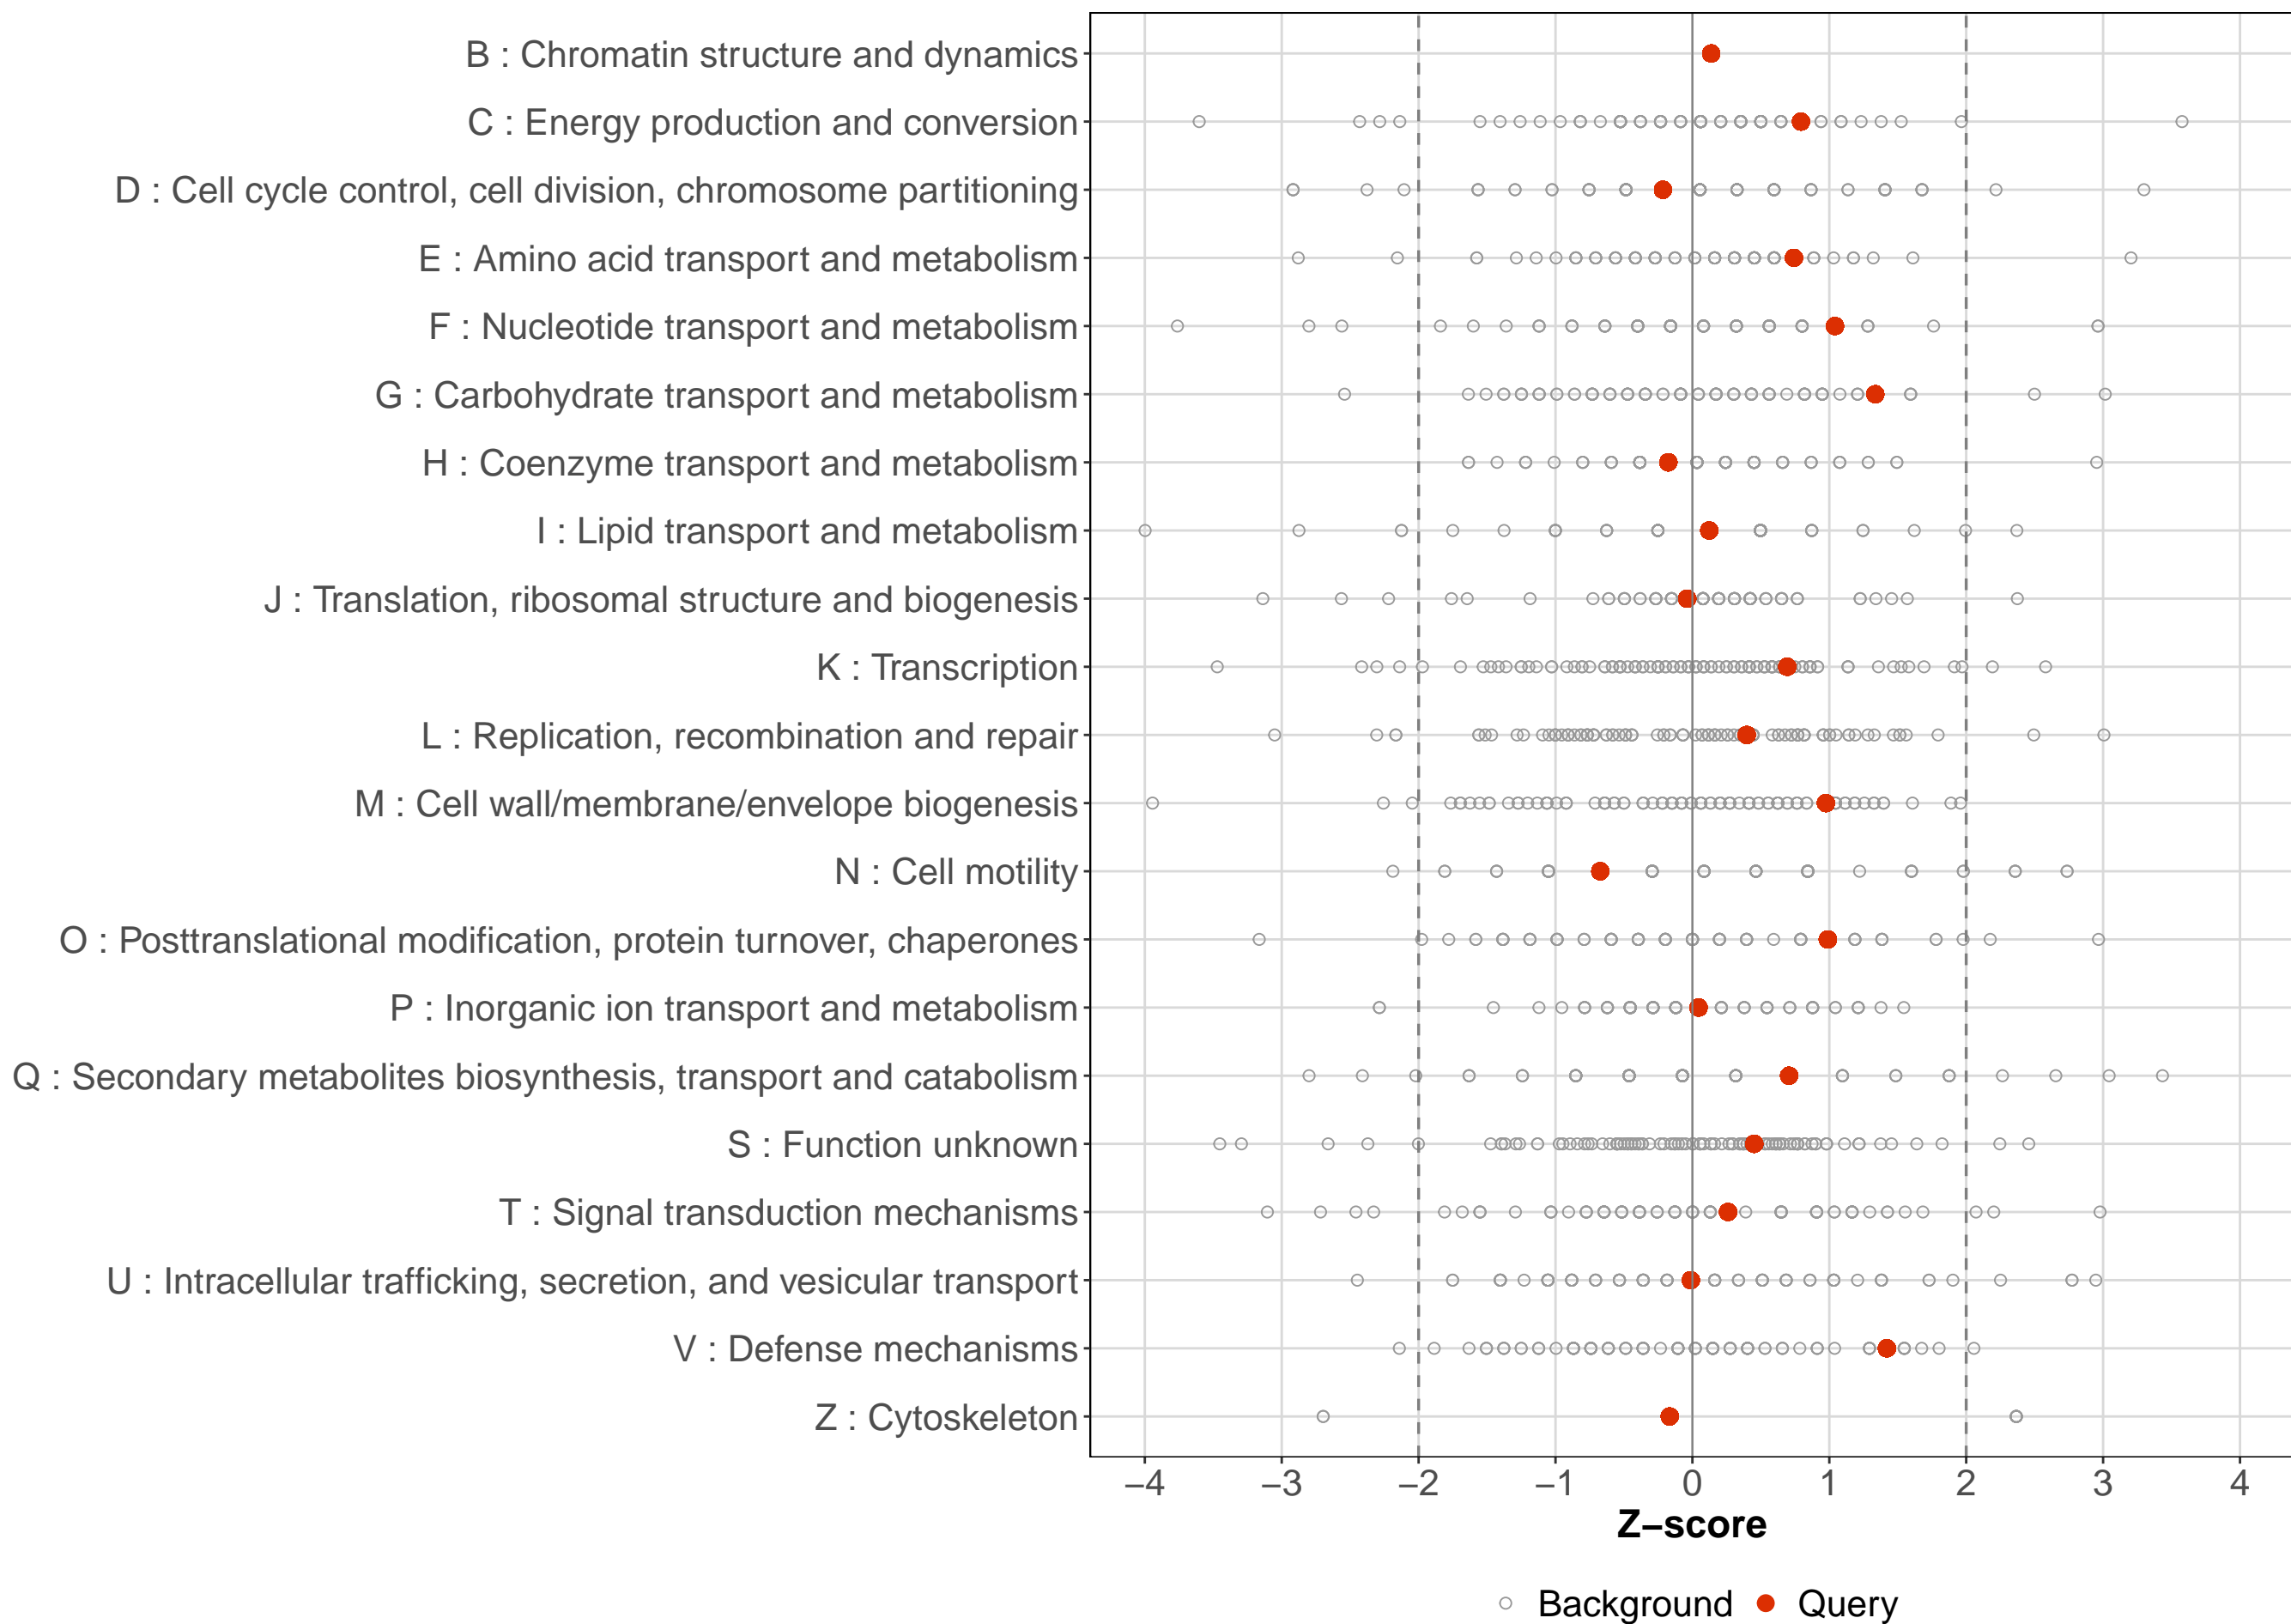 B : Chromatin structure and dynamics
C : Energy production and conversion
D : Cell cycle control, cell division, chromosome partitioning
E : Amino acid transport and metabolism
F : Nucleotide transport and metabolism
G : Carbohydrate transport and metabolism
H : Coenzyme transport and metabolism
I : Lipid transport and metabolism
J : Translation, ribosomal structure and biogenesis
K : Transcription
L : Replication, recombination and repair
M : Cell wall/membrane/envelope biogenesis
N : Cell motility
O : Posttranslational modification, protein turnover, chaperones
P : Inorganic ion transport and metabolism
Q : Secondary metabolites biosynthesis, transport and catabolism
S : Function unknown
T : Signal transduction mechanisms
U : Intracellular trafficking, secretion, and vesicular transport
V : Defense mechanisms
Z : Cytoskeleton
−4 −3 −2 −1 0 1 2 3 4
Z−score
Background Query